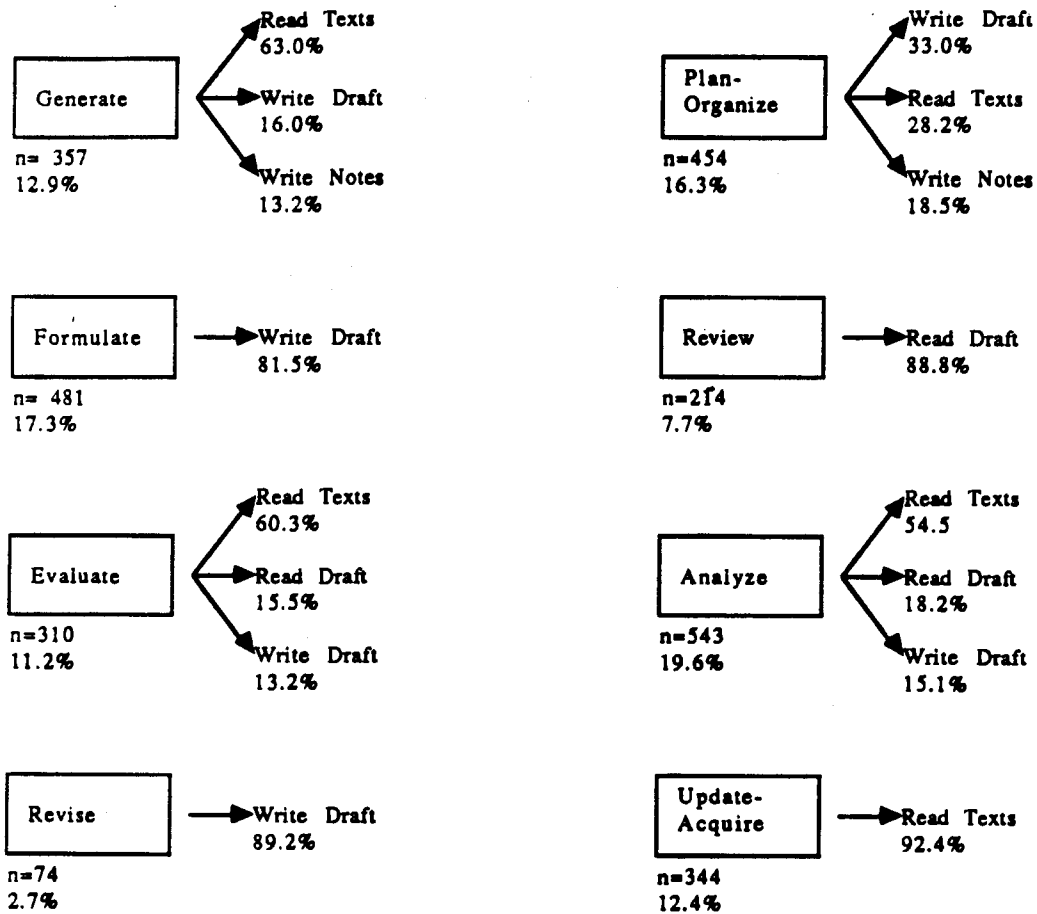 Generate
n= 357
12.9%
Read Texts
63.0%
Write Draft
16.0%
Write Notes
13.2%
Plan-
Organize
n=454
16.3%
Write Draft
33.0%
Read Texts
28.2%
Write Notes
18.5%
Formulate
n= 481
17.3%
Write Draft
81.5%
Review
n=214
7.7%
Read Draft
88.8%
Evaluate
n=310
11.2%
Read Texts
60.3%
Read Draft
15.5%
Write Draft
13.2%
Analyze
n=543
19.6%
Read Texts
54.5
Read Draft
18.2%
Write Draft
15.1%
Revise
n=74
2.7%
Write Draft
89.2%
Update-
Acquire
n=344
12.4%
Read Texts
92.4%